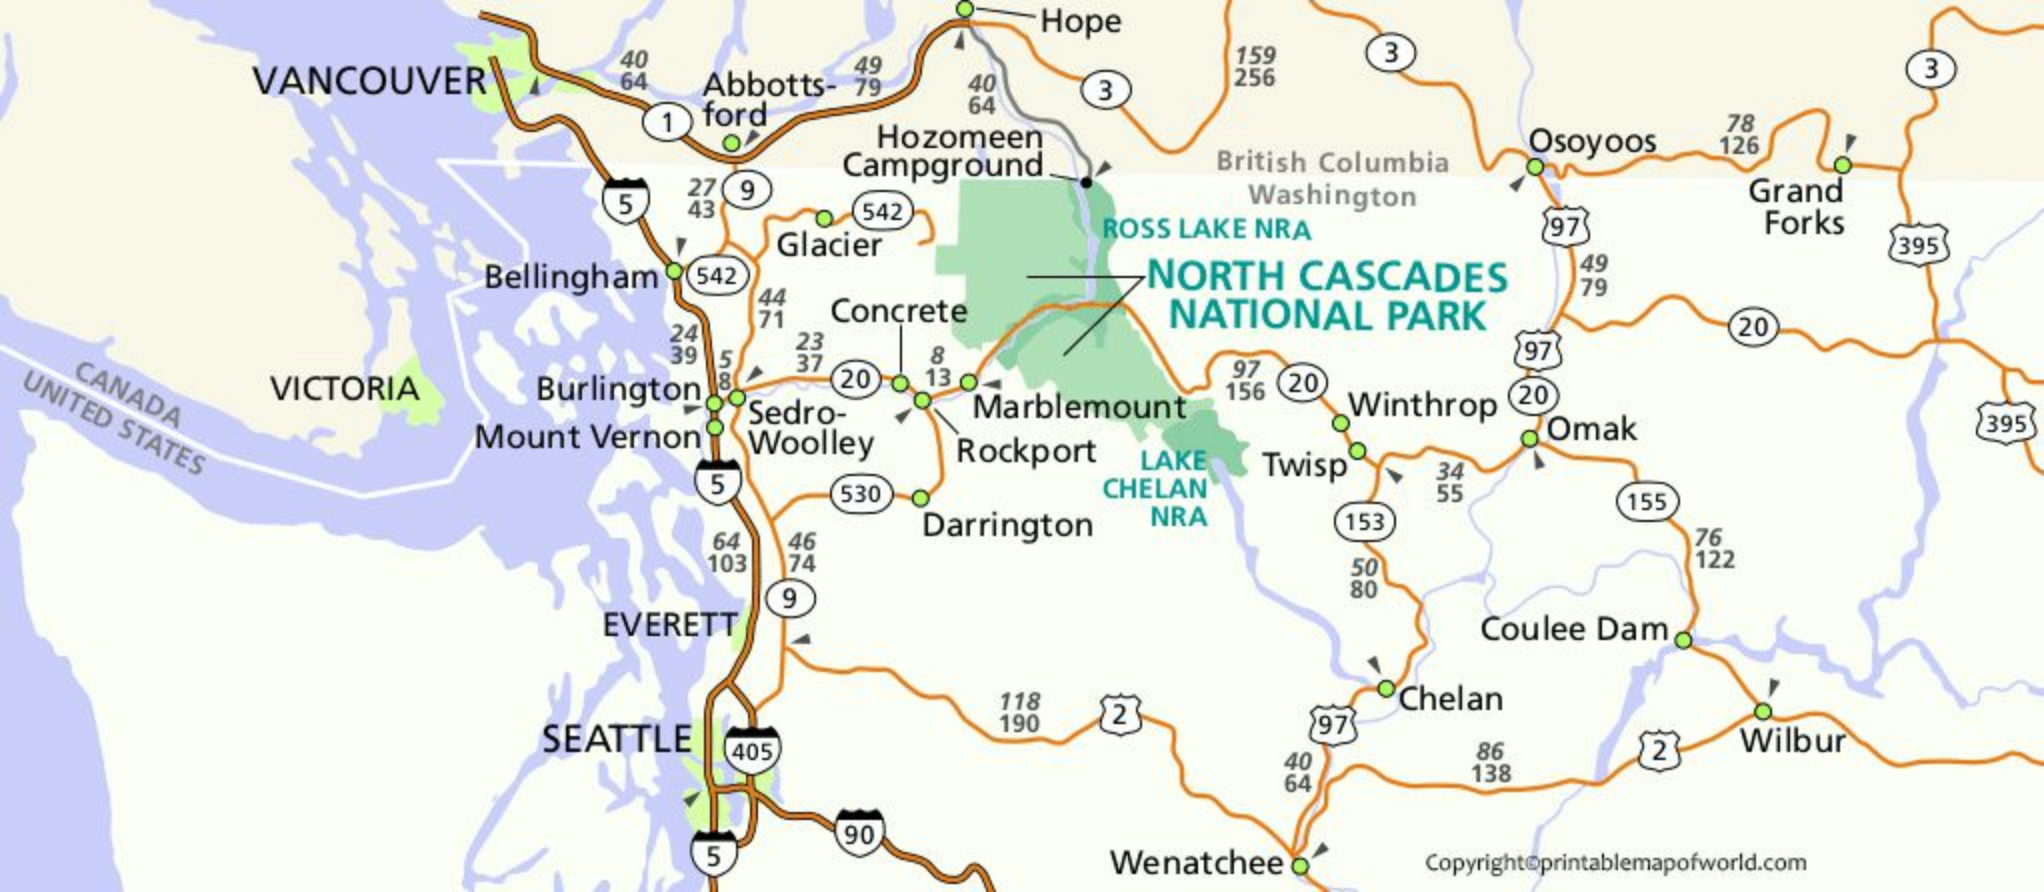 Hope
VANCOUVER
40
64
49
79
Abbotts-
ford
1
40
64
3
159
256
3
3
Hozomeen
Campground
British Columbia
Washington
Osoyoos
78
126
Grand
Forks
5
27
43
9
542
Glacier
ROSS LAKE NRA
97
395
Bellingham
542
NORTH CASCADES
NATIONAL PARK
49
79
44
71
Concrete
20
24
39
5
8
23
37
20
8
13
97
156
20
97
20
CANADA
UNITED STATES
VICTORIA
Burlington
Mount Vernon
Sedro-
Woolley
Marblemount
Rockport
Winthrop
Twisp
Omak
395
34
55
LAKE
CHELAN
NRA
5
530
Darrington
153
155
64
103
46
74
50
80
76
122
9
EVERETT
Coulee Dam
118
190
2
Chelan
97
SEATTLE
405
40
64
86
138
2
Wilbur
5
90
Wenatchee
Copyright©printablemapofworld.com